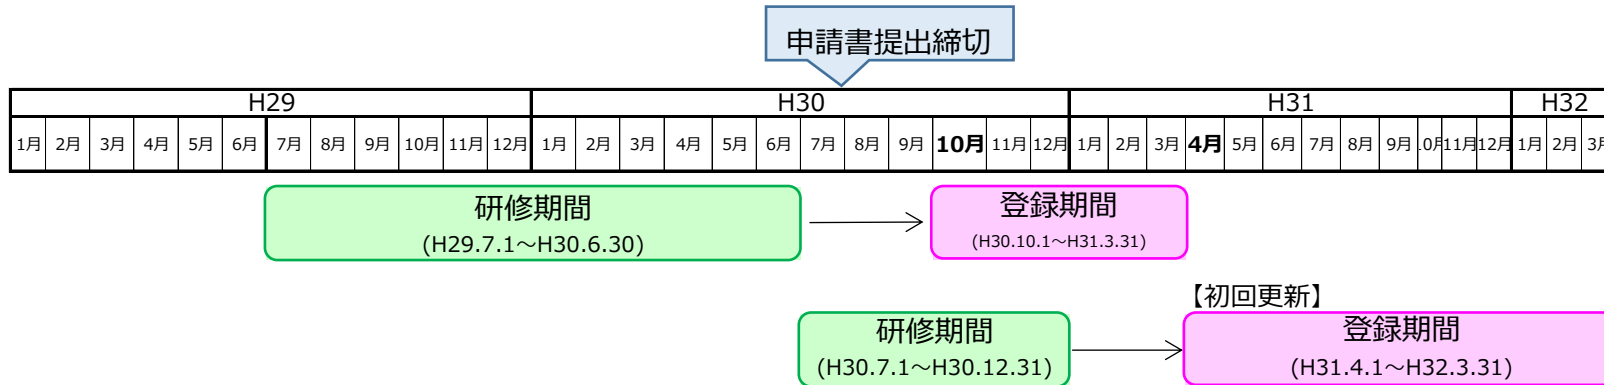 申請書提出締切
H29 H30 H31 H32
1月 2月 3月 4月 5月 6月 7月 8月 9月 10月 11月 12月 1月 2月 3月 4月 5月 6月 7月 8月 9月 10月 11月 12月 1月 2月 3月 4月 5月 6月 7月 8月 9月 10月 11月 12月 1月 2月 3月
研修期間 登録期間
(H29.7.1～H30.6.30) (H30.10.1～H31.3.31)
【初回更新】
研修期間 登録期間
(H30.7.1～H30.12.31) (H31.4.1～H32.3.31)